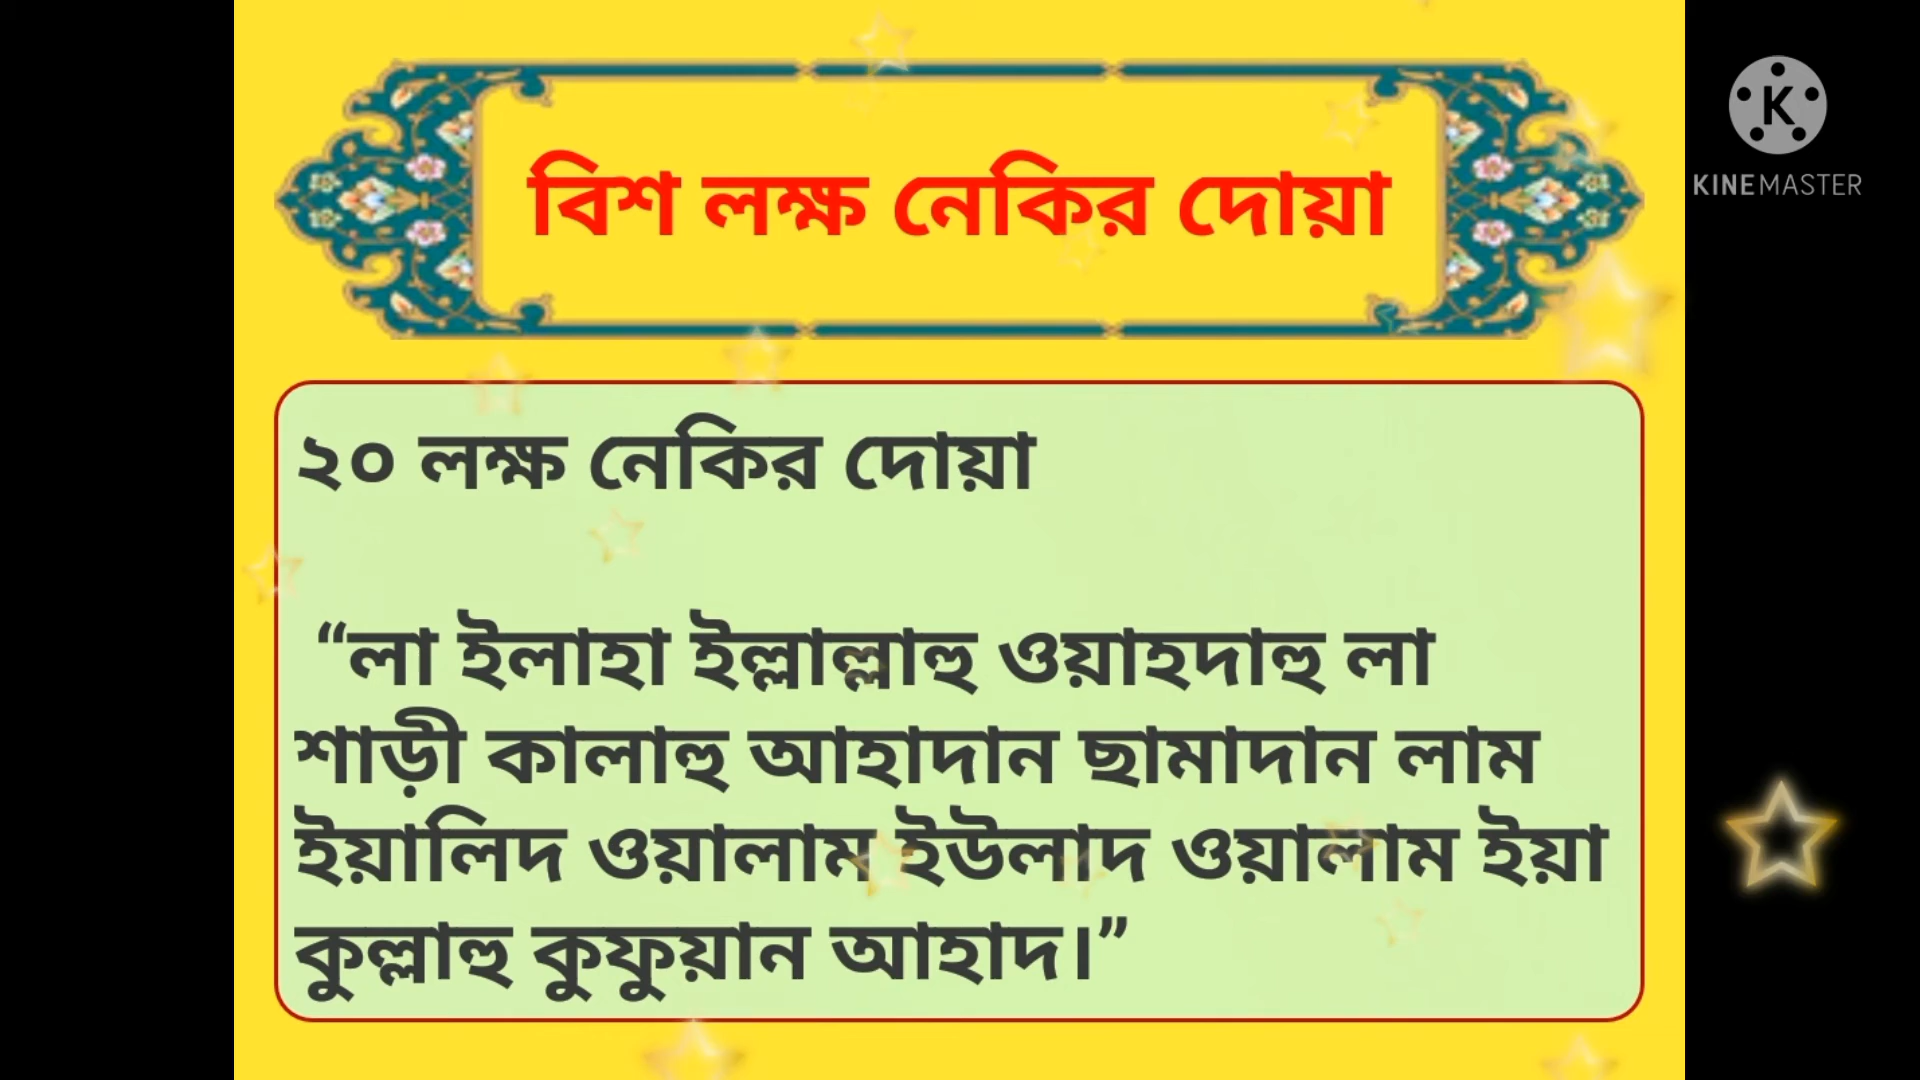 বিশ লক্ষ নেকির দোয়া
KINEMASTER
২০ লক্ষ নেকির দোয়া
“লা ইলাহা ইল্লাল্লাহু ওয়াহদাহু লা
শাড়ী কালাহু আহাদান ছামাদান লাম
ইয়ালিদ ওয়ালাম ইউলাদ ওয়ালাম ইয়া
কুল্লাহু কুফুয়ান আহাদ।”